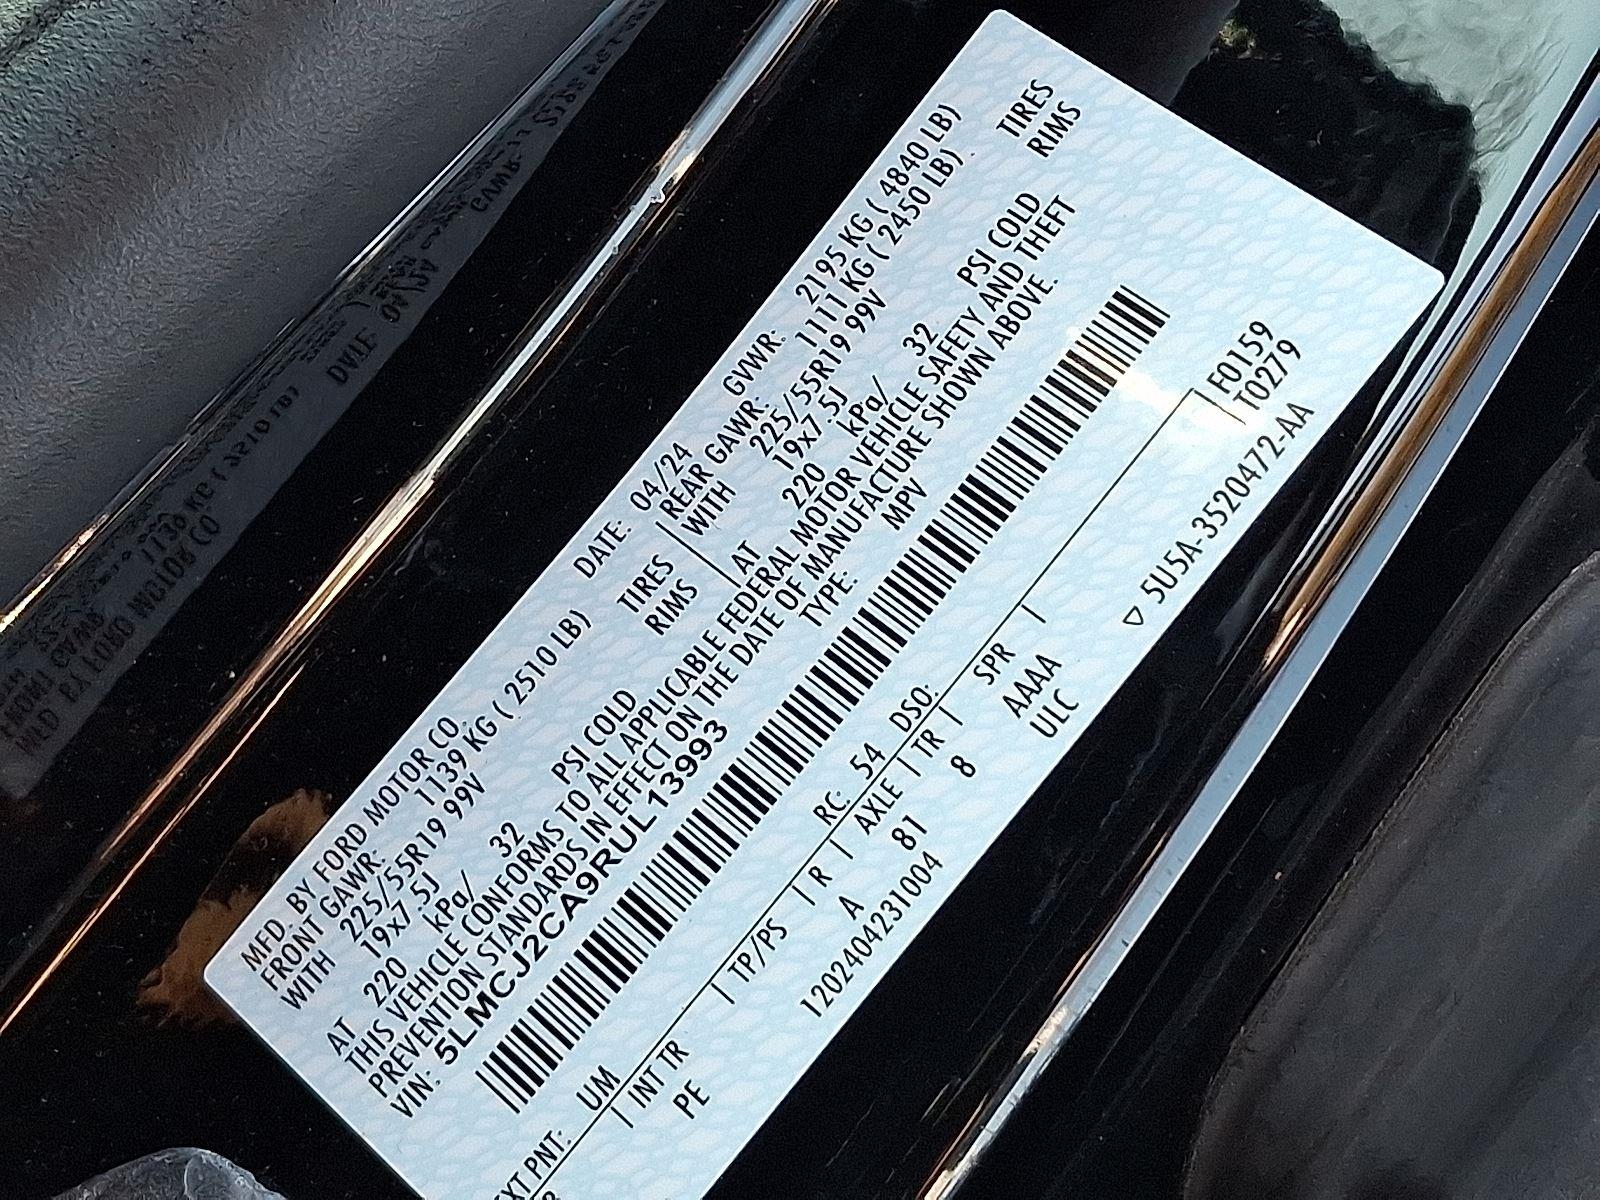 MFD. BY FORD MOTOR CO.
DATE: 04/24 GVWR: 2195 KG ( 4840 LB)
FRONT GAWR: 1139 KG ( 2510 LB) REAR GAWR: 1111 KG ( 2450 LB)
WITH 225/55R19 99V TIRES WITH 225/55R19 99V TIRES
19x7.5J RIMS 19x7.5J RIMS
AT 220 kPa/ 32 PSI COLD AT 220 kPa/ 32 PSI COLD
THIS VEHICLE CONFORMS TO ALL APPLICABLE FEDERAL MOTOR VEHICLE SAFETY AND THEFT
PREVENTION STANDARDS IN EFFECT ON THE DATE OF MANUFACTURE SHOWN ABOVE.
VIN: 5LMCJ2CA9RUL13993 TYPE: MPV
PNT: UM RC: 54 DSO: F0159
INT TR TP/PS R AXLE TR SPR T0279
PE A 81 8 AAAA
ULC
1202404231004 ▽ 5U5A-3520472-AA